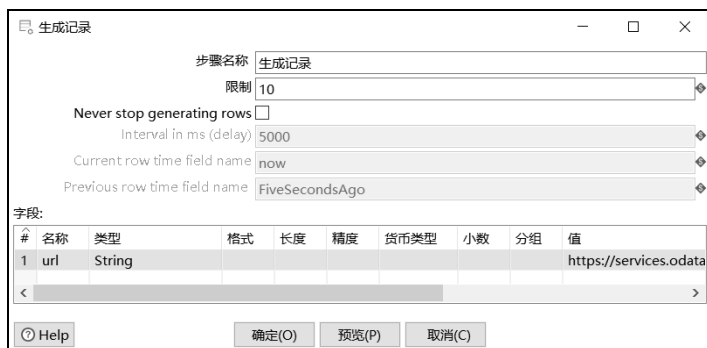 生成记录
步骤名称 生成记录
限制 10
Never stop generating rows
Interval in ms (delay) 5000
Current row time field name now
Previous row time field name FiveSecondsAgo
字段:
# 名称 类型 格式 长度 精度 货币类型 小数 分组 值
1 url String https://services.odata
Help 确定(O) 预览(P) 取消(C)